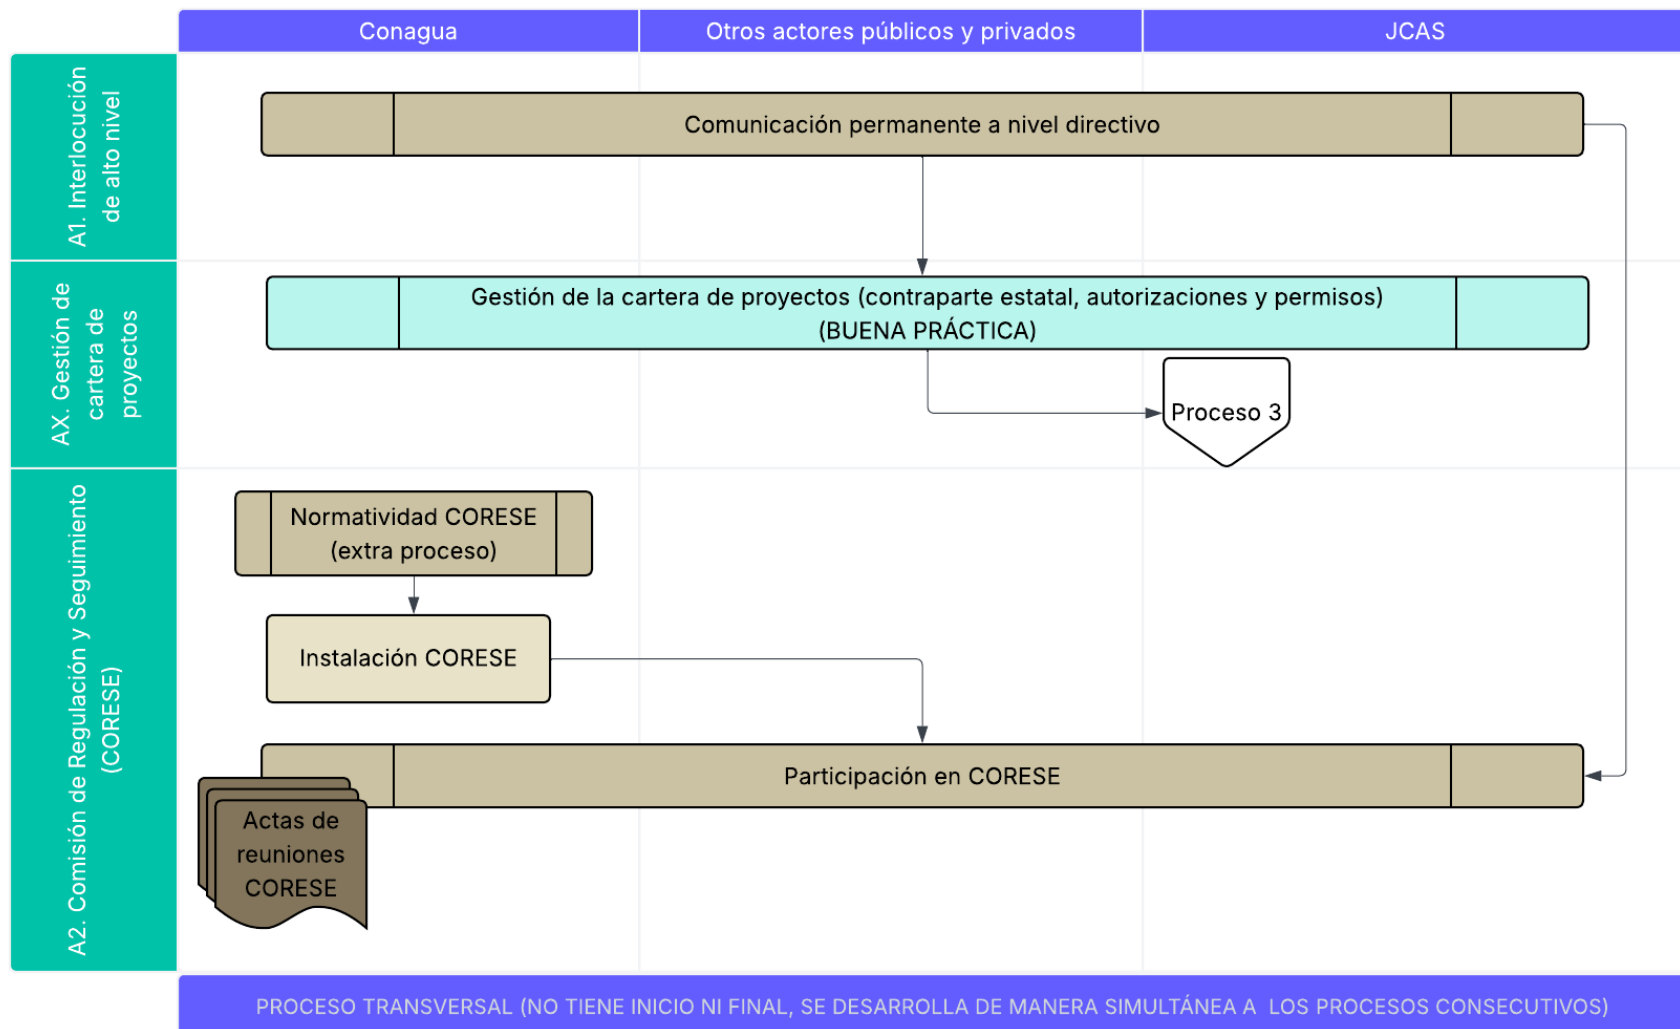 Conagua
Otros actores públicos y privados
JCAS
A1. Interlocución
de alto nivel
Comunicación permanente a nivel directivo
AX. Gestión de
cartera de
proyectos
Gestión de la cartera de proyectos (contraparte estatal, autorizaciones y permisos)
(BUENA PRÁCTICA)
Proceso 3
A2. Comisión de Regulación y Seguimiento
(CORESE)
Normatividad CORESE
(extra proceso)
Instalación CORESE
Participación en CORESE
Actas de
reuniones
CORESE
PROCESO TRANSVERSAL (NO TIENE INICIO NI FINAL, SE DESARROLLA DE MANERA SIMULTÁNEA A LOS PROCESOS CONSECUTIVOS)